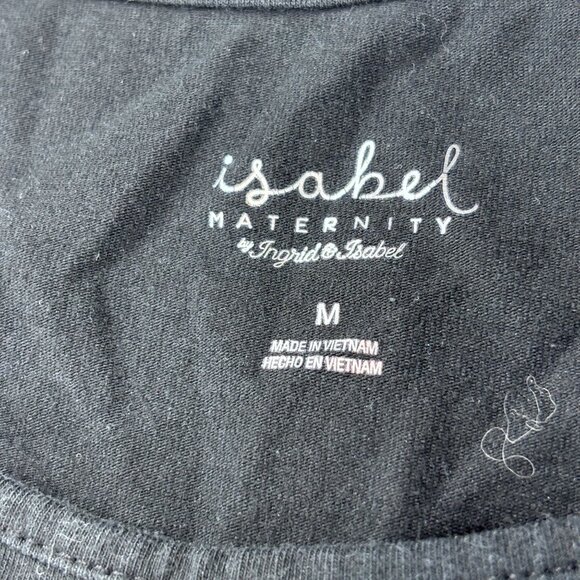 isabel
MATERNITY
by Ingrid & Isabel
M
MADE IN VIETNAM
HECHO EN VIETNAM